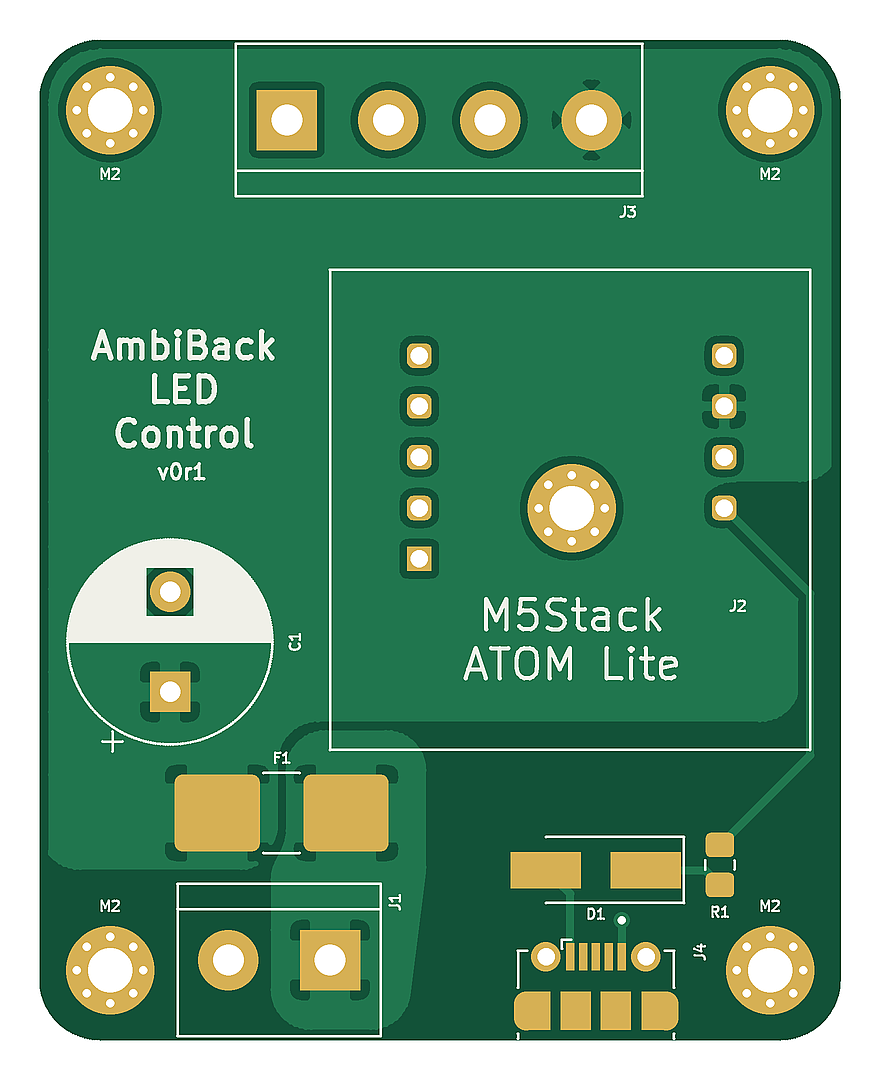 M2
M2
J3
AmbiBack
LED
Control
v0r1
M5Stack
ATOM Lite
J2
C1
+
F1
J1
M2
D1
R1
M2
J4